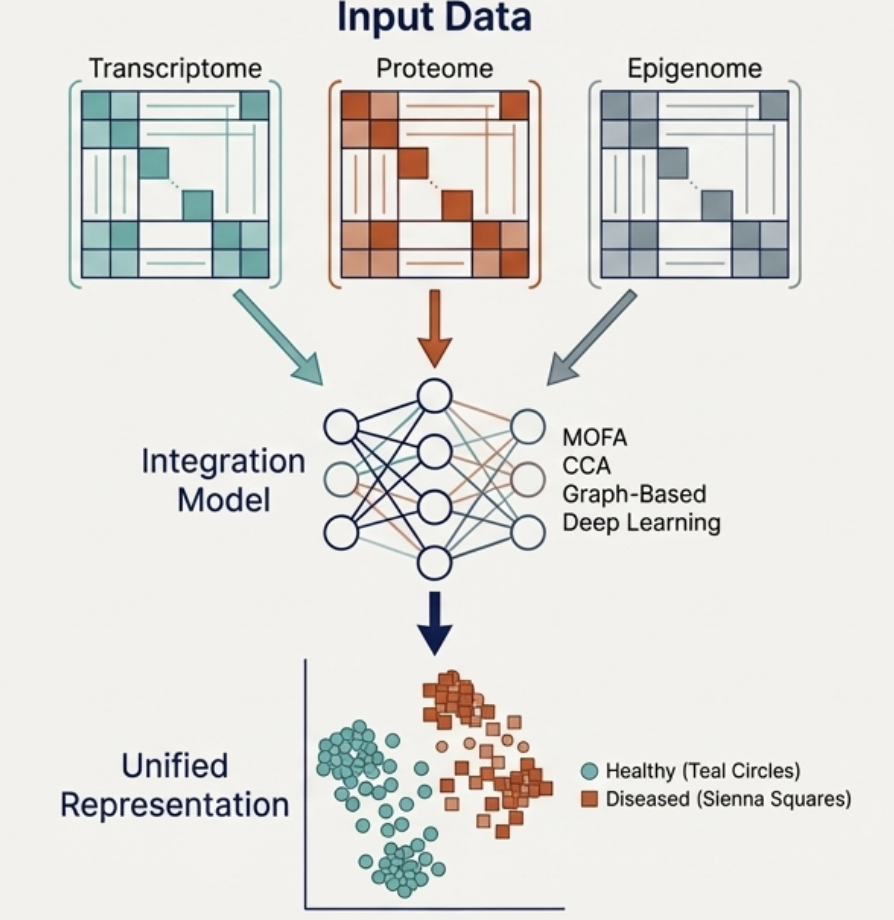 Input Data
Transcriptome
Proteome
Epigenome
Integration
Model
MOFA
CCA
Graph-Based
Deep Learning
Unified
Representation
Healthy (Teal Circles)
Diseased (Sienna Squares)